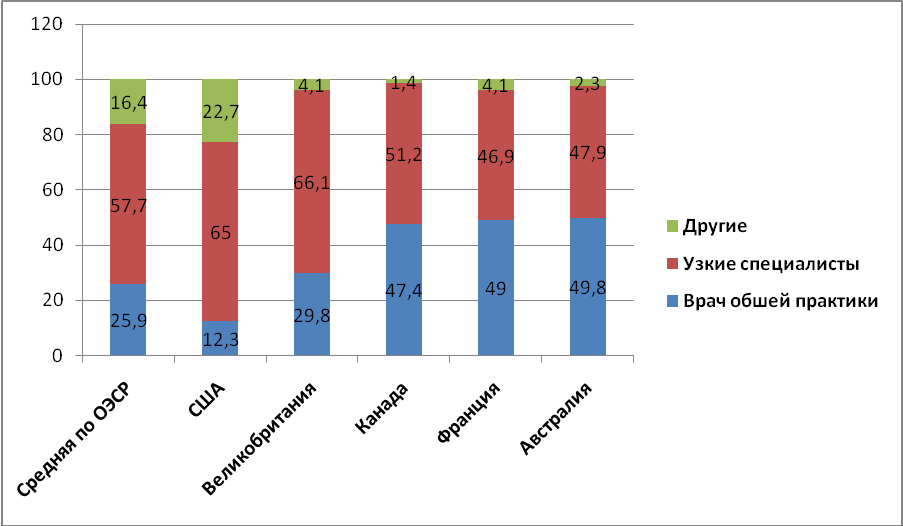 120
100
80
60
40
20
0
16,4
57,7
25,9
22,7
65
12,3
4,1
66,1
29,8
1,4
51,2
47,4
4,1
46,9
49
2,3
47,9
49,8
Средняя по ОЭСР
США
Великобритания
Канада
Франция
Австралия
Другие
Узкие специалисты
Врач обшей практики